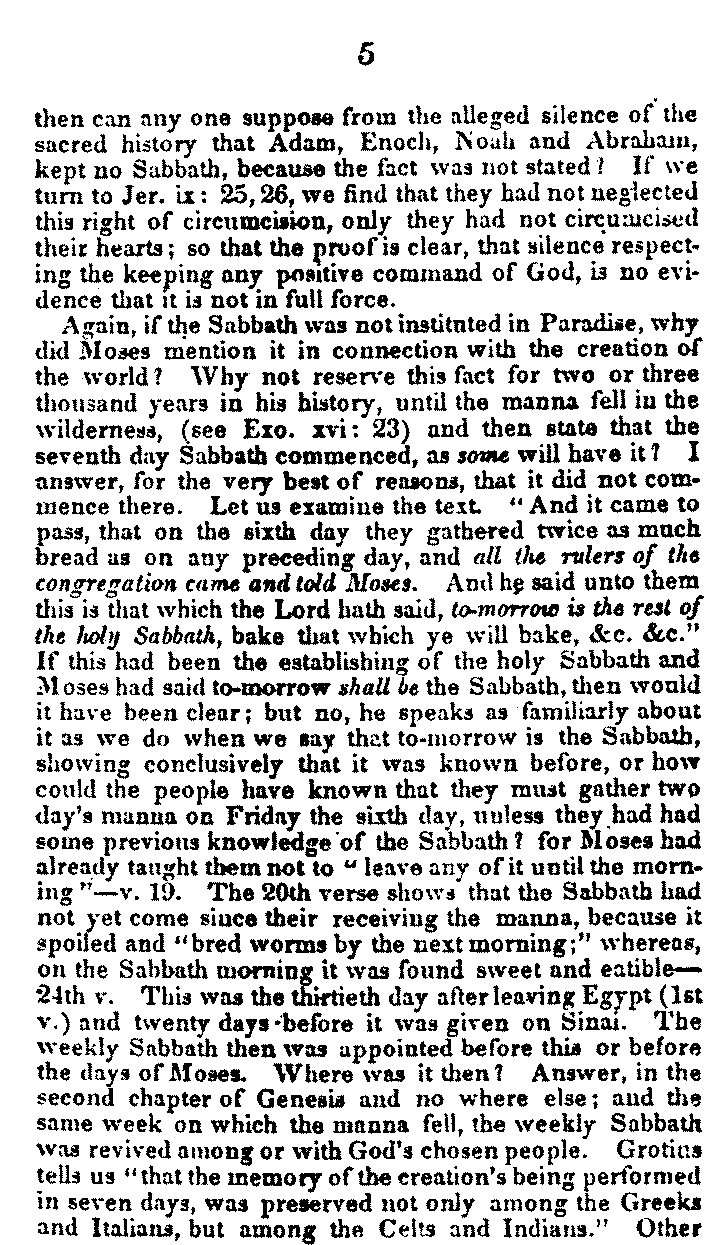 5
then can any one suppose from the alleged silence of the
sacred history that Adam, Enoch, Noah and Abraham,
kept no Sabbath, because the fact was not stated? If we
turn to Jer. ix: 25, 26, we find that they had not neglected
this right of circumcision, only they had not circumcised
their hearts; so that the proof is clear, that silence respect-
ing the keeping any positive command of God, is no evi-
dence that it is not in full force.
Again, if the Sabbath was not instituted in Paradise, why
did Moses mention it in connection with the creation of
the world? Why not reserve this fact for two or three
thousand years in his history, until the manna fell in the
wilderness, (see Exo. xvi: 23) and then state that the
seventh day Sabbath commenced, as some will have it? I
answer, for the very best of reasons, that it did not com-
mence there. Let us examine the text. "And it came to
pass, that on the sixth day they gathered twice as much
bread as on any preceding day, and all the rulers of the
congregation came and told Moses. And he said unto them
this is that which the Lord hath said, to-morrow is the rest of
the holy Sabbath, bake that which ye will bake, &c. &c."
If this had been the establishing of the holy Sabbath and
Moses had said to-morrow shall be the Sabbath, then would
it have been clear; but no, he speaks as familiarly about
it as we do when we say that to-morrow is the Sabbath,
showing conclusively that it was known before, or how
could the people have known that they must gather two
day's manna on Friday the sixth day, unless they had had
some previous knowledge of the Sabbath? for Moses had
already taught them not to "leave any of it until the morn-
ing"—v. 19. The 20th verse shows that the Sabbath had
not yet come since their receiving the manna, because it
spoiled and "bred worms by the next morning;" whereas,
on the Sabbath morning it was found sweet and eatible—
24th v. This was the thirtieth day after leaving Egypt (1st
v.) and twenty days before it was given on Sinai. The
weekly Sabbath then was appointed before this or before
the days of Moses. Where was it then? Answer, in the
second chapter of Genesis and no where else; and the
same week on which the manna fell, the weekly Sabbath
was revived among or with God's chosen people. Grotius
tells us "that the memory of the creation's being performed
in seven days, was preserved not only among the Greeks
and Italians, but among the Celts and Indians." Other